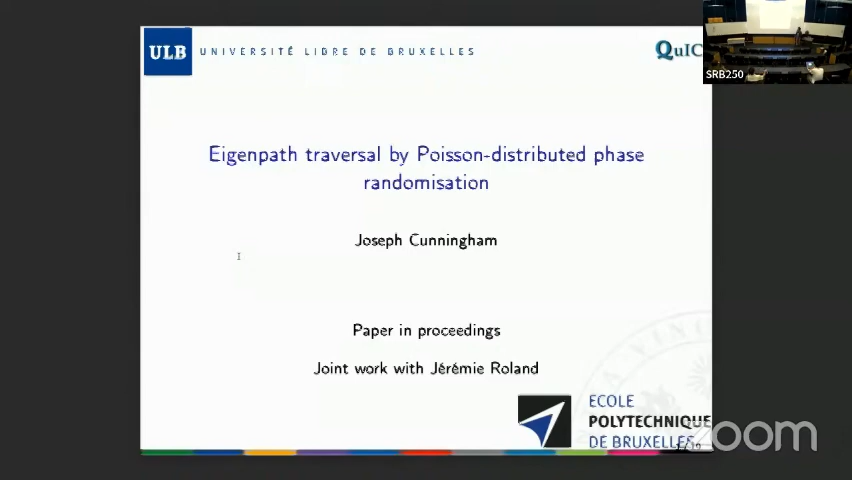 ULB UNIVERSITÉ LIBRE DE BRUXELLES
QuIC
SRB250
Eigenpath traversal by Poisson-distributed phase
randomisation
Joseph Cunningham
Paper in proceedings
Joint work with Jérémie Roland
ECOLE
POLYTECHNIQUE
DE BRUXELLES
zoom